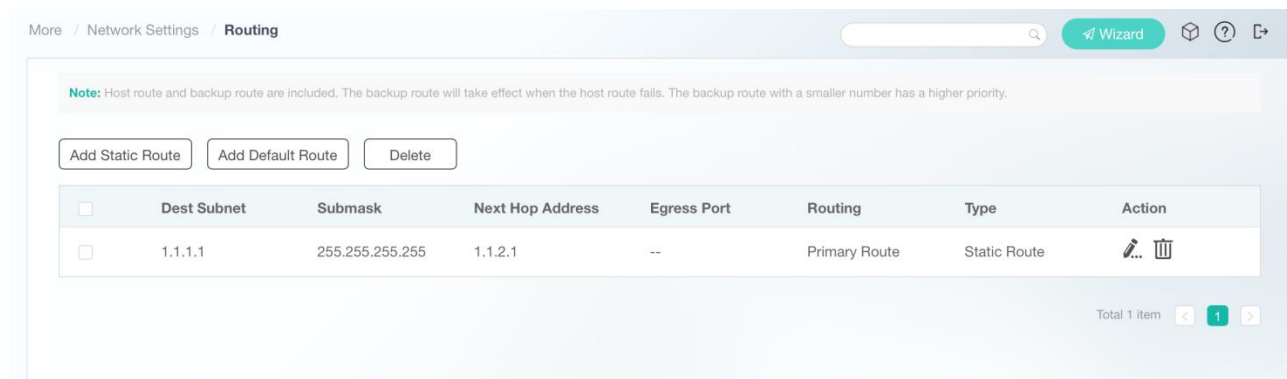 More / Network Settings / Routing
Wizard
Note: Host route and backup route are included. The backup route will take effect when the host route fails. The backup route with a smaller number has a higher priority.
Add Static Route Add Default Route Delete
Dest Subnet Submask Next Hop Address Egress Port Routing Type Action
1.1.1.1 255.255.255.255 1.1.2.1 -- Primary Route Static Route
Total 1 item < 1 >